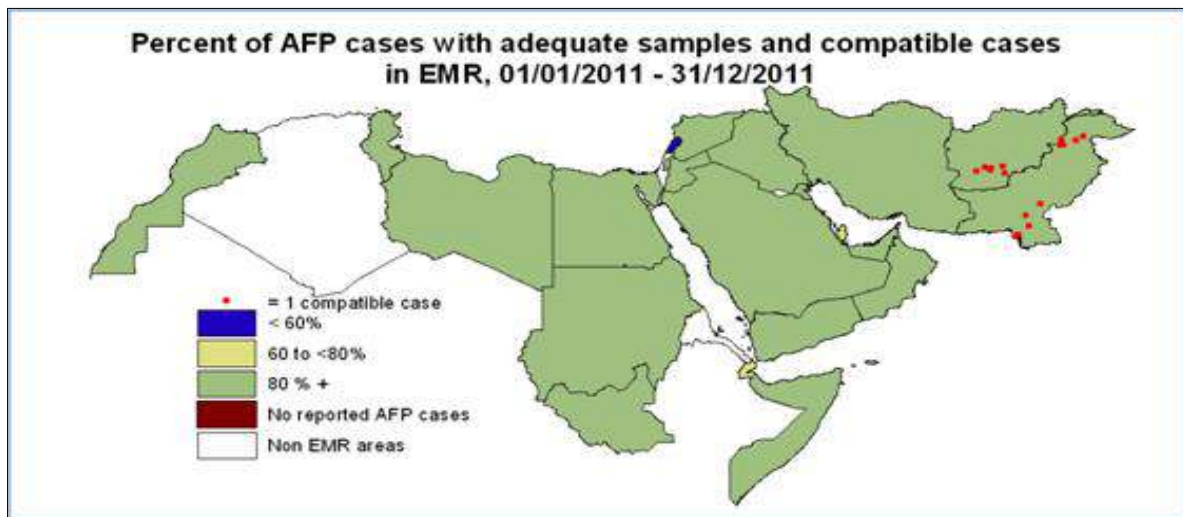 Percent of AFP cases with adequate samples and compatible cases
in EMR, 01/01/2011 - 31/12/2011
= 1 compatible case
< 60%
60 to <80%
80 % +
No reported AFP cases
Non EMR areas